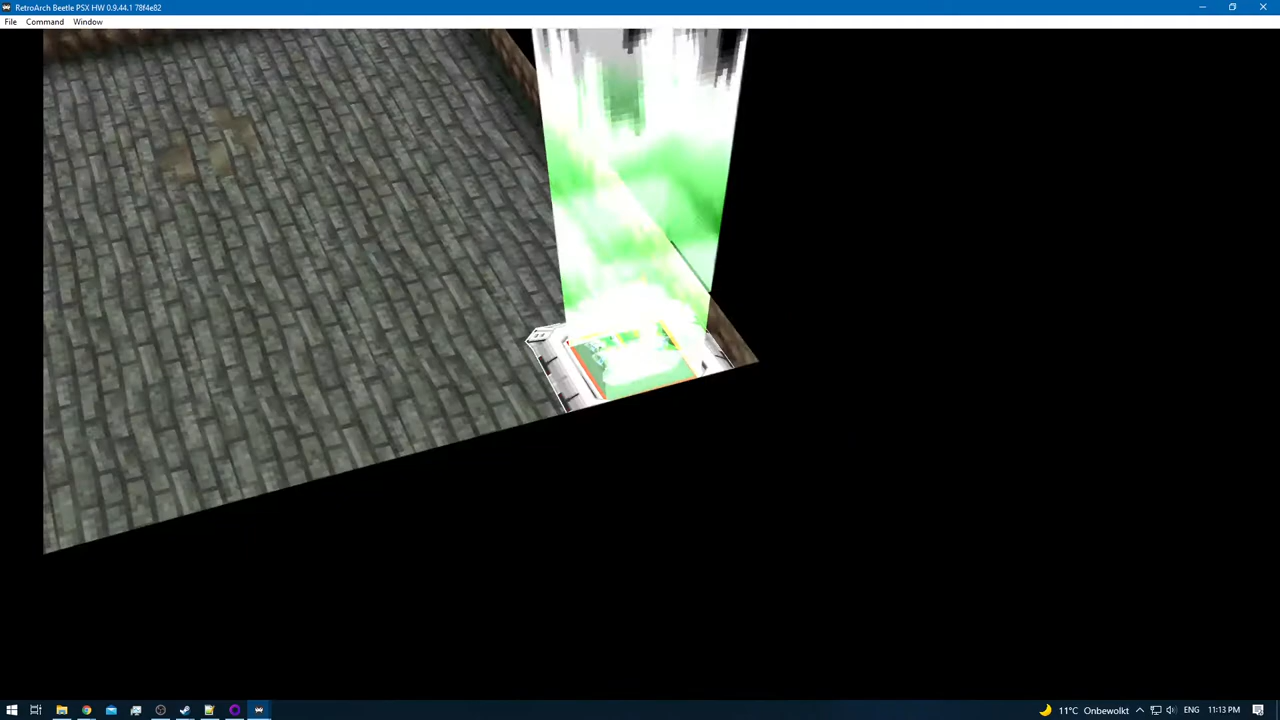 RetroArch Beetle PSX HW 0.9.44.1 78f4e82
File Command Window
11°C Onbewolkt ENG 11:13 PM